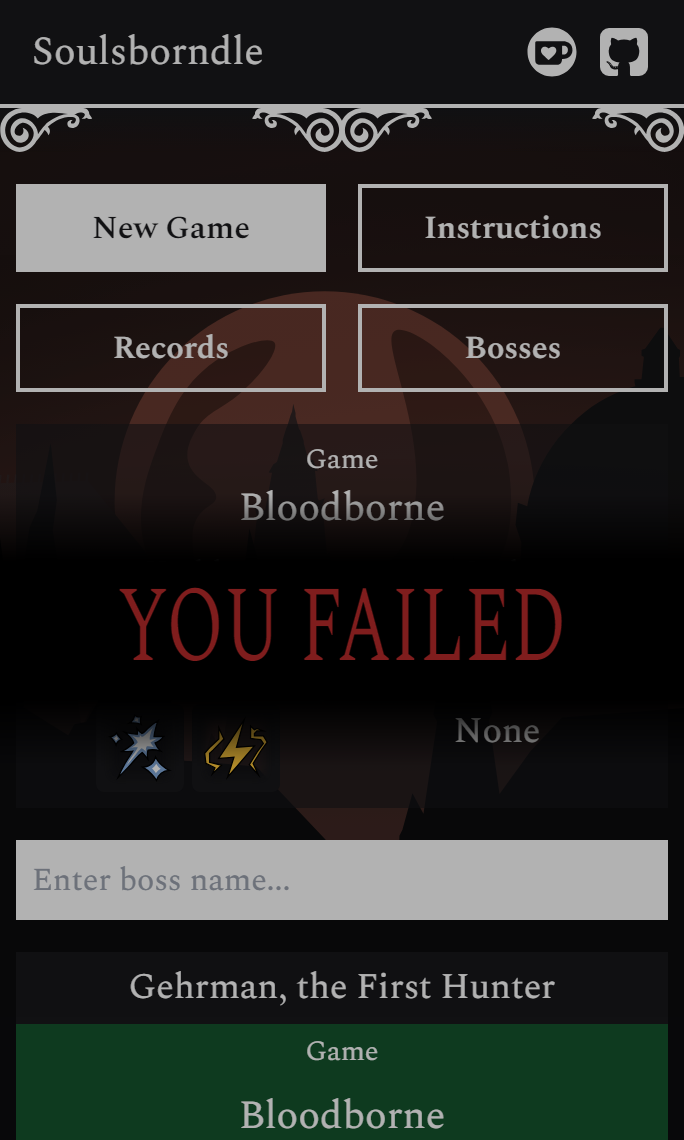 Soulsborndle
New Game
Instructions
Records
Bosses
Game
Bloodborne
YOU FAILED
None
Enter boss name...
Gehrman, the First Hunter
Game
Bloodborne